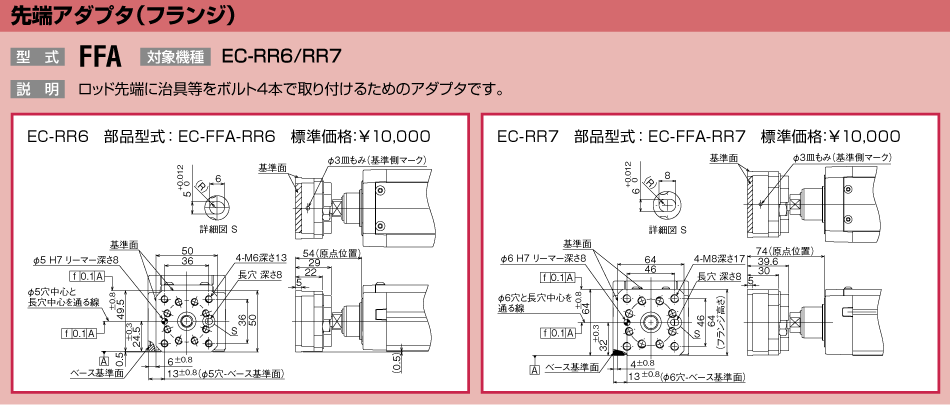 先端アダプタ（フランジ）
型 式 FFA 対象機種 EC-RR6/RR7
説 明 ロッド先端に治具等をボルト4本で取り付けるためのアダプタです。
EC-RR6 部品型式：EC-FFA-RR6 標準価格：￥10,000
基準面
φ3皿もみ（基準側マーク）
6
(R)
5 +0.012 0
詳細図 S
基準面
50
36
φ5 H7 リーマー深さ8
4-M6深さ13
長穴 深さ8
f 0.1 A
φ5穴中心と
長穴中心を通る線
f 0.1 A
49.5 ±0.8
24.5 ±0.3
0.5
A
ベース基準面
S
36
50
6±0.8
13±0.8（φ5穴-ベース基準面）
54（原点位置）
29
22
5
(0.5)
EC-RR7 部品型式：EC-FFA-RR7 標準価格：￥10,000
基準面
φ3皿もみ（基準側マーク）
8
(R)
6 +0.012 0
詳細図 S
基準面
64
46
φ6 H7 リーマー深さ8
4-M8深さ17
長穴 深さ8
f 0.1 A
φ6穴と長穴中心を
通る線
f 0.1 A
64 ±0.8
32 ±0.3
A
ベース基準面
S
46
64
（フランジ高さ）
4±0.8
13±0.8（φ6穴-ベース基準面）
74（原点位置）
39.6
30
5